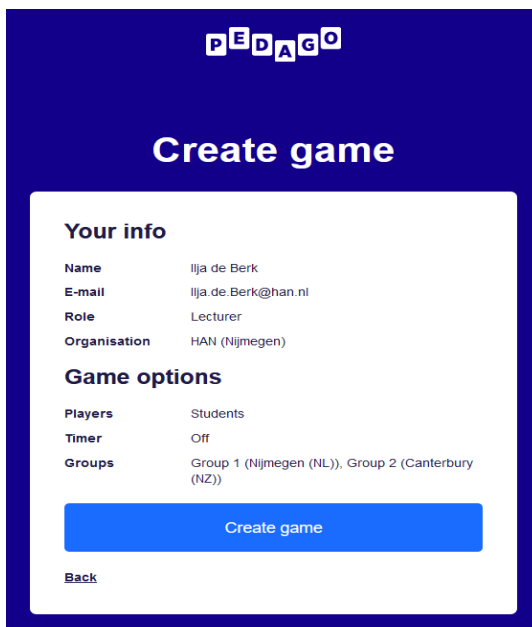 PEDAGO
Create game
Your info
Name Ilja de Berk
E-mail Ilja.de.Berk@han.nl
Role Lecturer
Organisation HAN (Nijmegen)
Game options
Players Students
Timer Off
Groups Group 1 (Nijmegen (NL)), Group 2 (Canterbury
(NZ))
Create game
Back